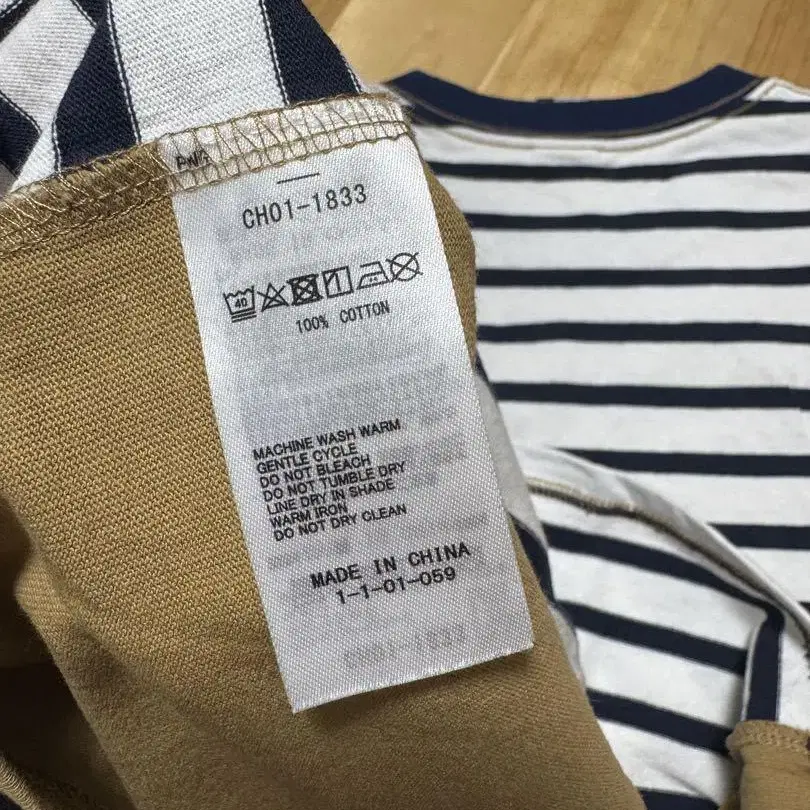 CH01-1833
40
100% COTTON
MACHINE WASH WARM
GENTLE CYCLE
DO NOT BLEACH
DO NOT TUMBLE DRY
LINE DRY IN SHADE
WARM IRON
DO NOT DRY CLEAN
MADE IN CHINA
1-1-01-059